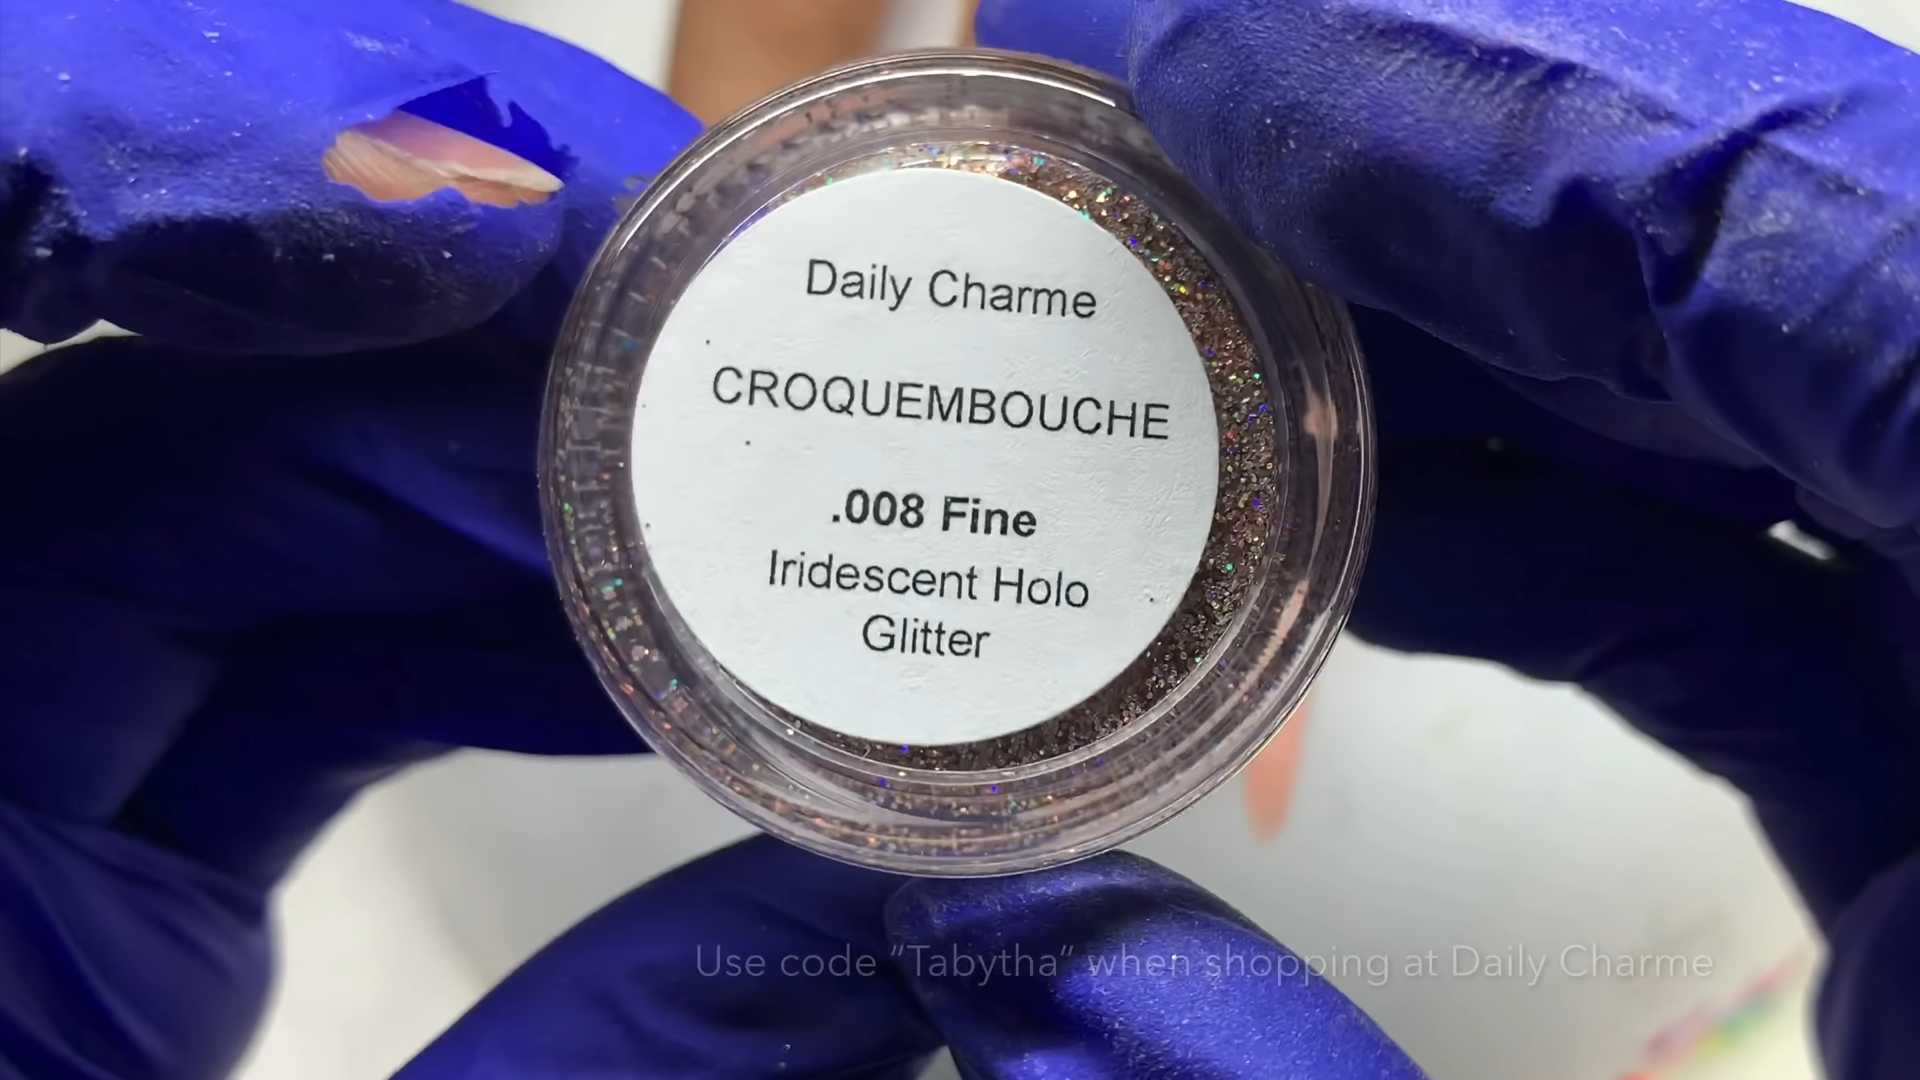 Daily Charme
CROQUEMBOUCHE
.008 Fine
Iridescent Holo
Glitter
Use code “Tabytha” when shopping at Daily Charme